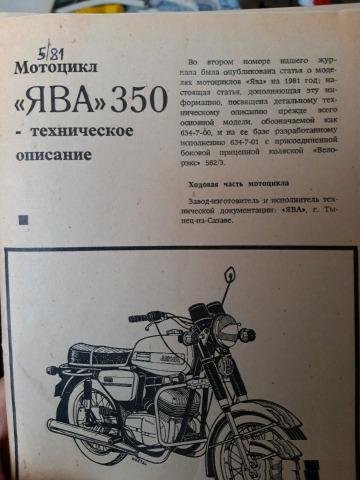 5/81
Мотоцикл
«ЯВА» 350
- техническое
описание
Во втором номере нашего жур-
нала была опубликована статья о моде-
лях мотоциклов «Ява» на 1981 год; на-
стоящая статья, дополняющая эту ин-
формацию, посвящена детальному тех-
ническому описанию прежде всего
основной модели, обозначаемой как
634-7-00, и на ее базе разработанному
исполнению 634-7-01 с присоединенной
боковой прицепной коляской «Вело-
рэкс» 562/3.
Ходовая часть мотоцикла
Завод-изготовитель и исполнитель тех-
нической документации: «ЯВА», г. Ты-
нец-на-Сазаве.